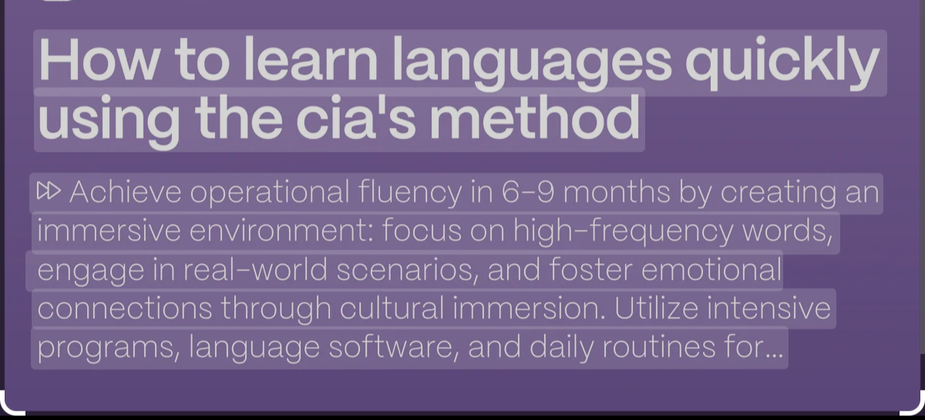 How to learn languages quickly
using the cia's method
Achieve operational fluency in 6–9 months by creating an
immersive environment: focus on high-frequency words,
engage in real-world scenarios, and foster emotional
connections through cultural immersion. Utilize intensive
programs, language software, and daily routines for...